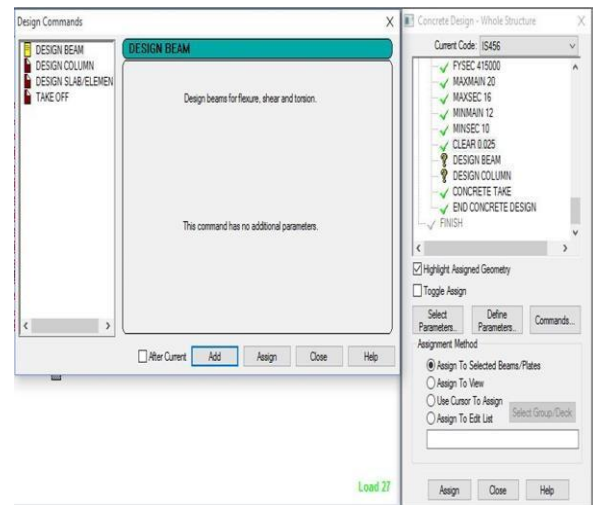 Design Commands
DESIGN BEAM
DESIGN COLUMN
DESIGN SLAB/ELEMEN
TAKE OFF
DESIGN BEAM
Design beams for flexure, shear and torsion.
This command has no additional parameters.
After Current
Add
Assign
Close
Help
Load 27
Concrete Design - Whole Structure
Current Code: IS456
FYSEC 415000
MAXMAIN 20
MAXSEC 16
MINMAIN 12
MINSEC 10
CLEAR 0.025
DESIGN BEAM
DESIGN COLUMN
CONCRETE TAKE
END CONCRETE DESIGN
FINISH
Highlight Assigned Geometry
Toggle Assign
Select Parameters...
Define Parameters...
Commands...
Assignment Method
Assign To Selected Beams/Plates
Assign To View
Use Cursor To Assign
Assign To Edit List
Select Group/Deck
Assign
Close
Help